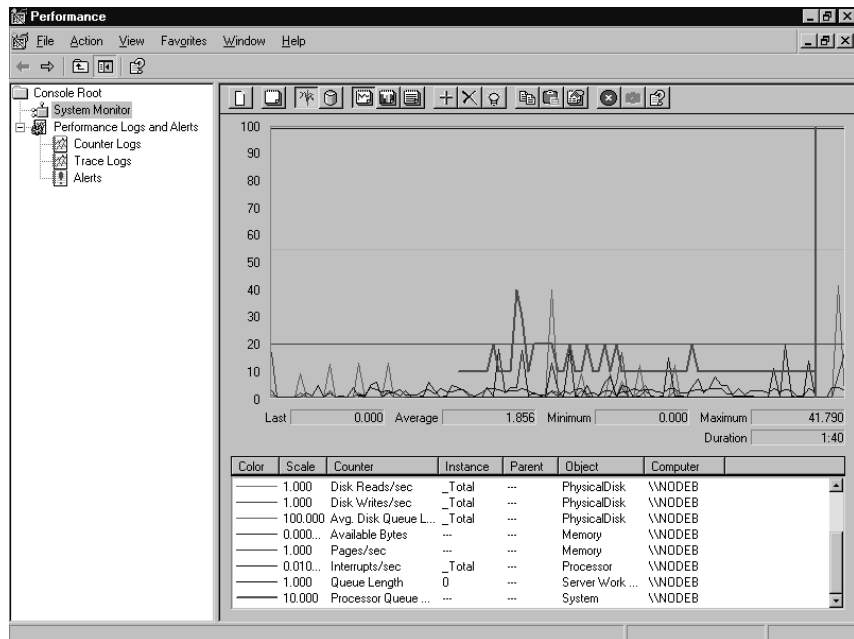 Performance
File Action View Favorites Window Help
Console Root
System Monitor
Performance Logs and Alerts
Counter Logs
Trace Logs
Alerts
100
90
80
70
60
50
40
30
20
10
0
Last 0.000 Average 1.856 Minimum 0.000 Maximum 41.790
Duration 1:40
Color Scale Counter Instance Parent Object Computer
1.000 Disk Reads/sec _Total --- PhysicalDisk \\NODEB
1.000 Disk Writes/sec _Total --- PhysicalDisk \\NODEB
100.000 Avg. Disk Queue L... _Total --- PhysicalDisk \\NODEB
0.000... Available Bytes --- --- Memory \\NODEB
1.000 Pages/sec --- --- Memory \\NODEB
0.010... Interrupts/sec _Total --- Processor \\NODEB
1.000 Queue Length 0 --- Server Work ... \\NODEB
10.000 Processor Queue ... --- --- System \\NODEB